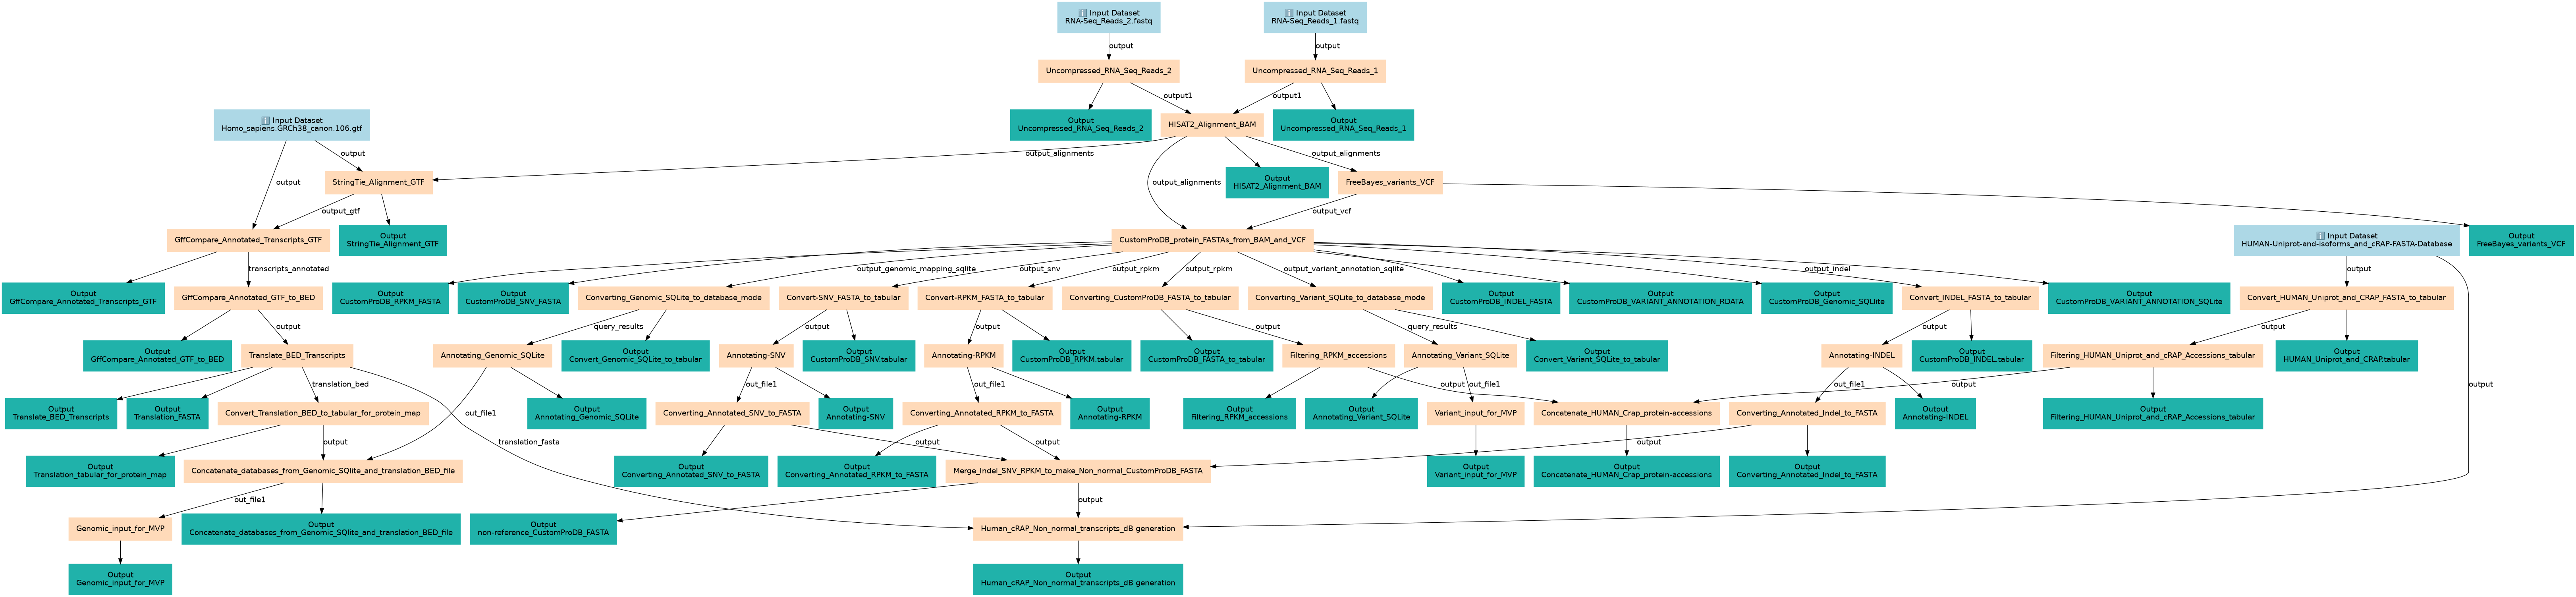 ℹ️ Input Dataset
RNA-Seq_Reads_2.fastq
ℹ️ Input Dataset
RNA-Seq_Reads_1.fastq
output
output
Uncompressed_RNA_Seq_Reads_2
Uncompressed_RNA_Seq_Reads_1
output1
output1
ℹ️ Input Dataset
Homo_sapiens.GRCh38_canon.106.gtf
Output
Uncompressed_RNA_Seq_Reads_2
HISAT2_Alignment_BAM
Output
Uncompressed_RNA_Seq_Reads_1
output
output_alignments
output_alignments
output
StringTie_Alignment_GTF
output_alignments
Output
HISAT2_Alignment_BAM
FreeBayes_variants_VCF
output_gtf
output_vcf
GffCompare_Annotated_Transcripts_GTF
Output
StringTie_Alignment_GTF
CustomProDB_protein_FASTAs_from_BAM_and_VCF
ℹ️ Input Dataset
HUMAN-Uniprot-and-isoforms_and_cRAP-FASTA-Database
Output
FreeBayes_variants_VCF
transcripts_annotated
output_genomic_mapping_sqlite
output_snv
output_rpkm
output_rpkm
output_variant_annotation_sqlite
output_indel
output
Output
GffCompare_Annotated_Transcripts_GTF
GffCompare_Annotated_GTF_to_BED
Output
CustomProDB_RPKM_FASTA
Output
CustomProDB_SNV_FASTA
Converting_Genomic_SQLite_to_database_mode
Convert-SNV_FASTA_to_tabular
Convert-RPKM_FASTA_to_tabular
Converting_CustomProDB_FASTA_to_tabular
Converting_Variant_SQLite_to_database_mode
Output
CustomProDB_INDEL_FASTA
Output
CustomProDB_VARIANT_ANNOTATION_RDATA
Output
CustomProDB_Genomic_SQLlite
Convert_INDEL_FASTA_to_tabular
Output
CustomProDB_VARIANT_ANNOTATION_SQLite
Convert_HUMAN_Uniprot_and_CRAP_FASTA_to_tabular
output
query_results
output
output
output
query_results
output
output
Output
GffCompare_Annotated_GTF_to_BED
Translate_BED_Transcripts
Annotating_Genomic_SQLite
Output
Convert_Genomic_SQLite_to_tabular
Annotating-SNV
Output
CustomProDB_SNV.tabular
Annotating-RPKM
Output
CustomProDB_RPKM.tabular
Output
CustomProDB_FASTA_to_tabular
Filtering_RPKM_accessions
Annotating_Variant_SQLite
Output
Convert_Variant_SQLite_to_tabular
Annotating-INDEL
Output
CustomProDB_INDEL.tabular
Filtering_HUMAN_Uniprot_and_cRAP_Accessions_tabular
Output
HUMAN_Uniprot_and_CRAP.tabular
translation_bed
out_file1
out_file1
output
out_file1
out_file1
output
output
Output
Translate_BED_Transcripts
Output
Translation_FASTA
Convert_Translation_BED_to_tabular_for_protein_map
out_file1
Output
Annotating_Genomic_SQLite
Converting_Annotated_SNV_to_FASTA
Output
Annotating-SNV
Converting_Annotated_RPKM_to_FASTA
Output
Annotating-RPKM
Output
Filtering_RPKM_accessions
Output
Annotating_Variant_SQLite
Variant_input_for_MVP
Concatenate_HUMAN_Crap_protein-accessions
Converting_Annotated_Indel_to_FASTA
Output
Annotating-INDEL
Output
Filtering_HUMAN_Uniprot_and_cRAP_Accessions_tabular
output
translation_fasta
output
output
output
Output
Translation_tabular_for_protein_map
Concatenate_databases_from_Genomic_SQlite_and_translation_BED_file
Output
Converting_Annotated_SNV_to_FASTA
Output
Converting_Annotated_RPKM_to_FASTA
Merge_Indel_SNV_RPKM_to_make_Non_normal_CustomProDB_FASTA
Output
Variant_input_for_MVP
Output
Concatenate_HUMAN_Crap_protein-accessions
Output
Converting_Annotated_Indel_to_FASTA
out_file1
output
Genomic_input_for_MVP
Output
Concatenate_databases_from_Genomic_SQlite_and_translation_BED_file
Output
non-reference_CustomProDB_FASTA
Human_cRAP_Non_normal_transcripts_dB generation
Output
Genomic_input_for_MVP
Output
Human_cRAP_Non_normal_transcripts_dB generation